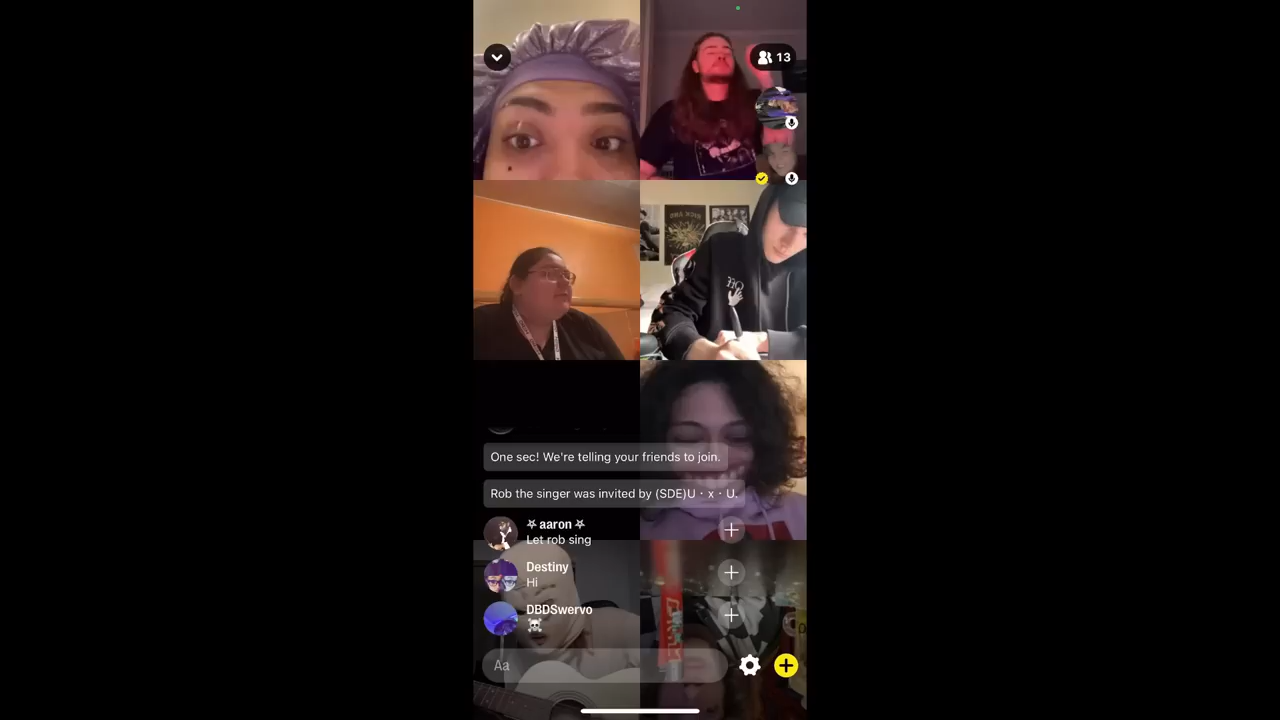 13
One sec! We're telling your friends to join.
Rob the singer was invited by (SDE)U・x・U.
⛧ aaron ⛧
Let rob sing
Destiny
Hi
DBDSwervo
☠️
Aa